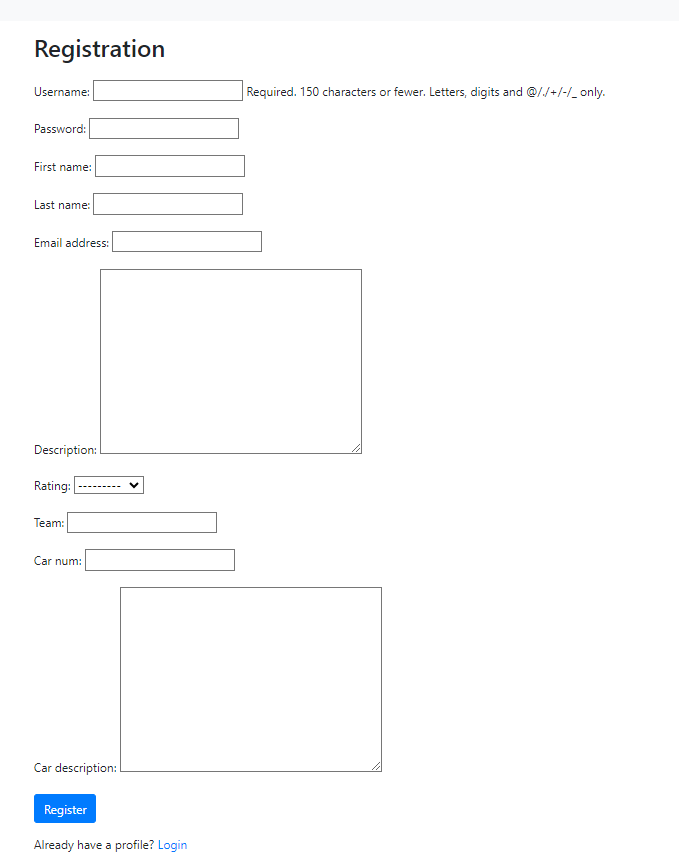 Registration
Username: Required. 150 characters or fewer. Letters, digits and @/./+/-/_ only.
Password:
First name:
Last name:
Email address:
Description:
Rating: ---------
Team:
Car num:
Car description:
Register
Already have a profile? Login